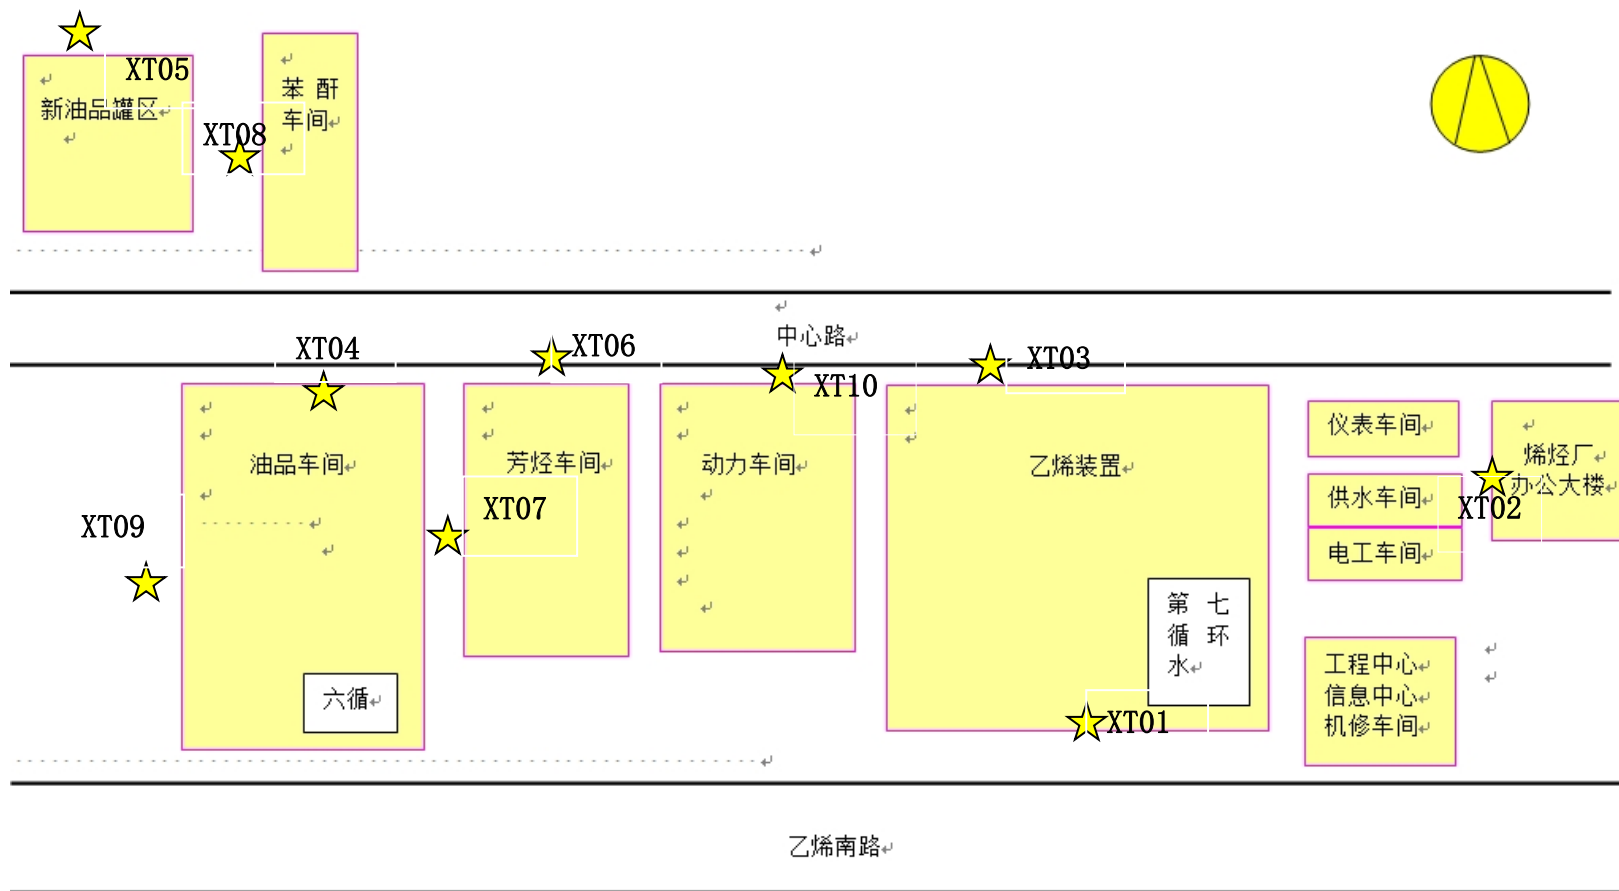 XT05
新油品罐区
苯 酐
车间
XT08
中心路
XT04
XT06
XT10
XT03
油品车间
芳烃车间
动力车间
乙烯装置
仪表车间
供水车间
电工车间
烯烃厂
办公大楼
XT02
XT09
XT07
第 七
循 环
水
六循
XT01
工程中心
信息中心
机修车间
乙烯南路